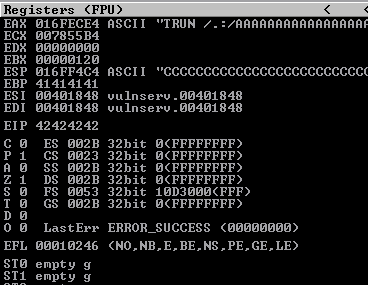 Registers (FPU) < <
EAX 016FECE4 ASCII "TRUN /.:/AAAAAAAAAAAAAAAAA
ECX 007855B4
EDX 00000000
EBX 00000120
ESP 016FF4C4 ASCII "CCCCCCCCCCCCCCCCCCCCCCCCCC
EBP 41414141
ESI 00401848 vulnserv.00401848
EDI 00401848 vulnserv.00401848
EIP 42424242
C 0 ES 002B 32bit 0(FFFFFFFF)
P 1 CS 0023 32bit 0(FFFFFFFF)
A 0 SS 002B 32bit 0(FFFFFFFF)
Z 1 DS 002B 32bit 0(FFFFFFFF)
S 0 FS 0053 32bit 10D3000(FFF)
T 0 GS 002B 32bit 0(FFFFFFFF)
D 0
O 0 LastErr ERROR_SUCCESS (00000000)
EFL 00010246 (NO,NB,E,BE,NS,PE,GE,LE)
ST0 empty g
ST1 empty g